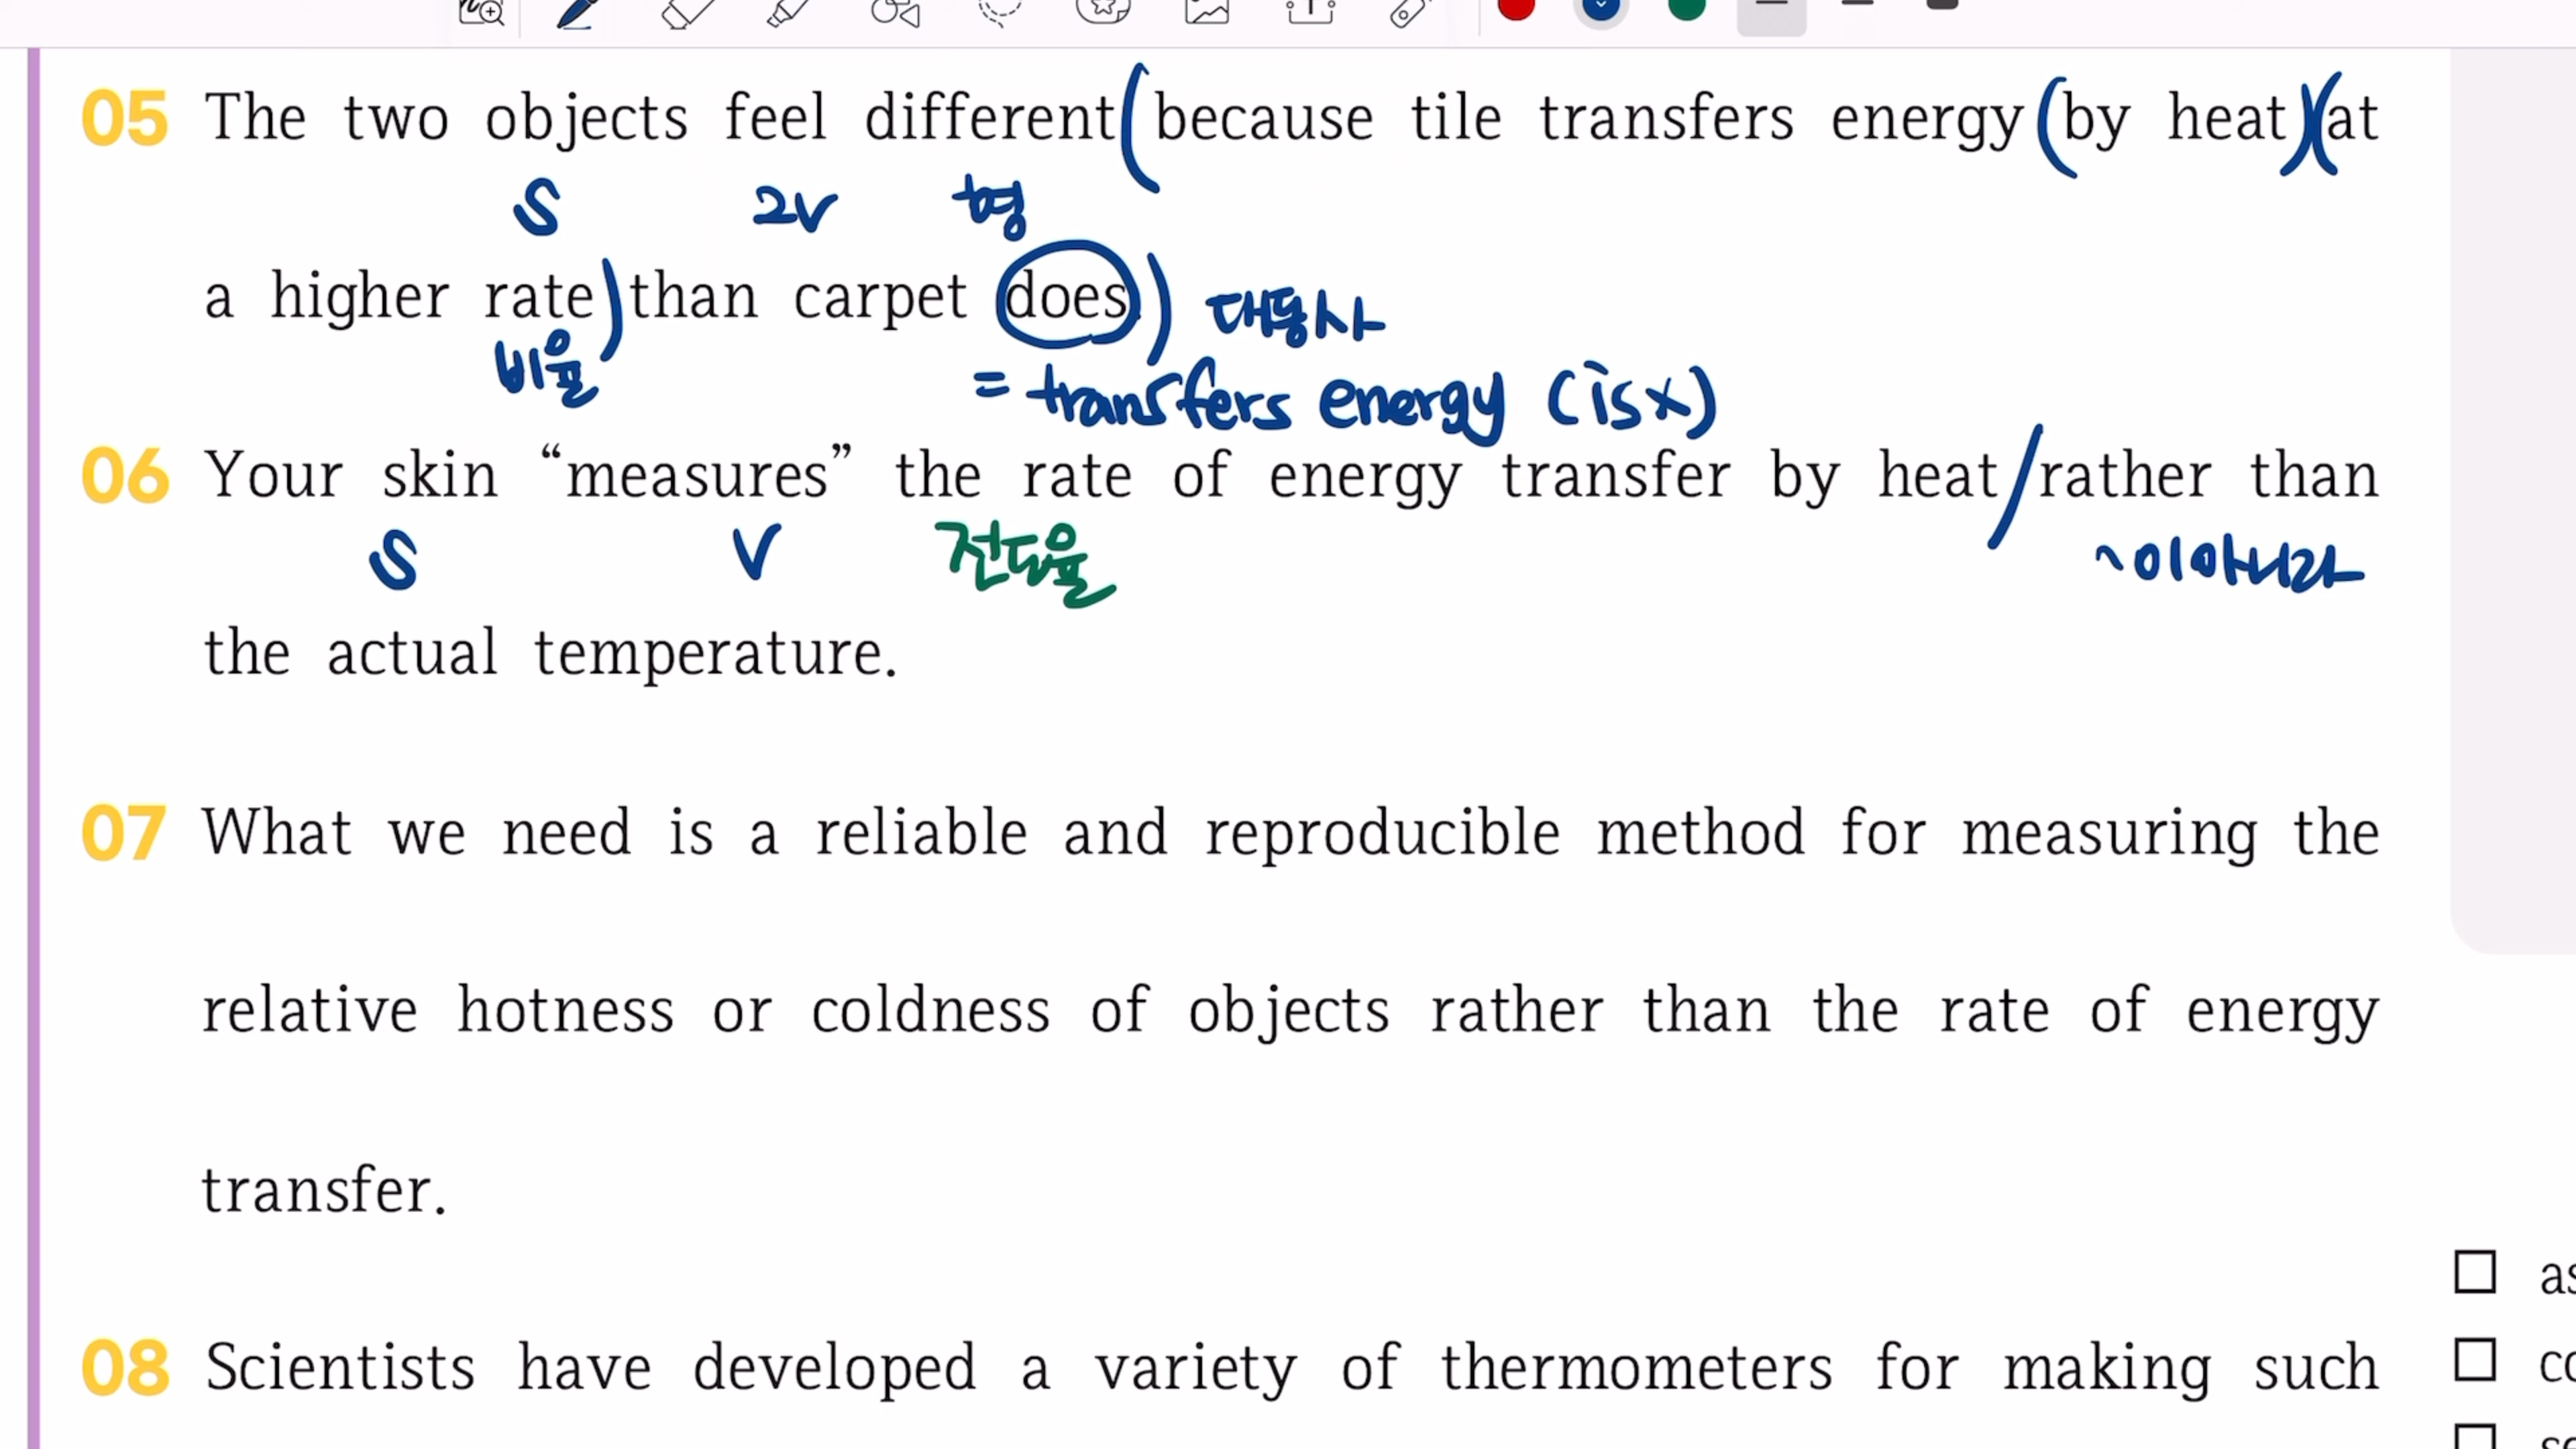 05 The two objects feel different (because tile transfers energy (by heat) (at
S 2V 형
a higher rate) than carpet does) 대동사
비율
= transfers energy (is x)
06 Your skin “measures” the rate of energy transfer by heat / rather than
S V 전달율 ~이 아니라
the actual temperature.
07 What we need is a reliable and reproducible method for measuring the
relative hotness or coldness of objects rather than the rate of energy
transfer.
as
08 Scientists have developed a variety of thermometers for making such
co